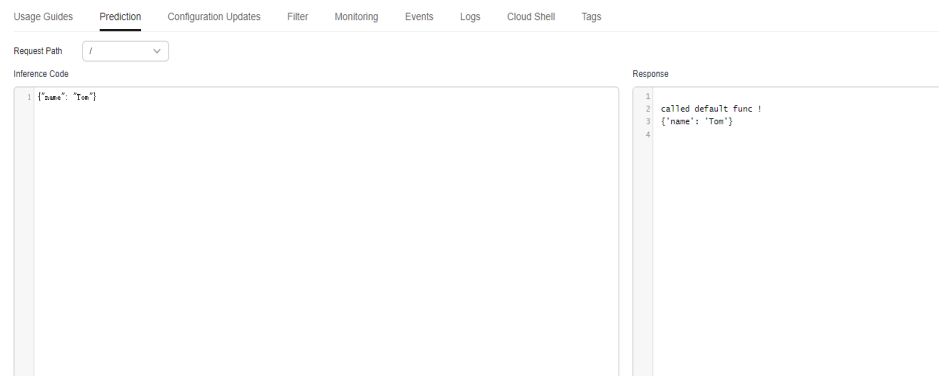 Usage Guides Prediction Configuration Updates Filter Monitoring Events Logs Cloud Shell Tags
Request Path /
Inference Code Response
1 {"name": "Tom"}
1
2 called default func !
3 {'name': 'Tom'}
4